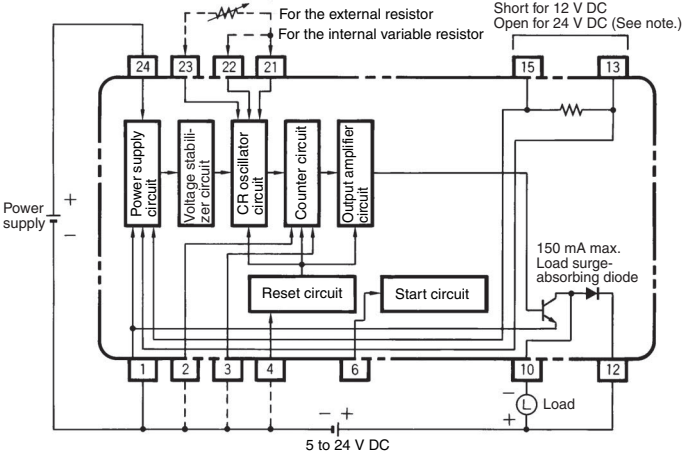 For the external resistor
For the internal variable resistor
Short for 12 V DC
Open for 24 V DC (See note.)
24
23
22
21
15
13
Power supply
circuit
Voltage stabili-
zer circuit
CR oscillator
circuit
Counter circuit
Output amplifier
circuit
Power
supply
+
−
150 mA max.
Load surge-
absorbing diode
Reset circuit
Start circuit
1
2
3
4
6
10
12
−
L
Load
+
− +
5 to 24 V DC